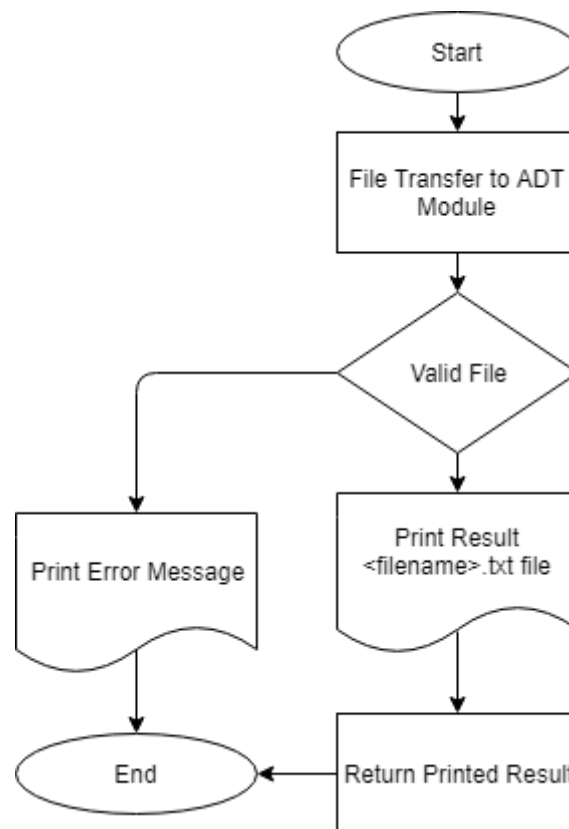 Start
File Transfer to ADT
Module
Valid File
Print Error Message
Print Result
<filename>.txt file
End
Return Printed Result